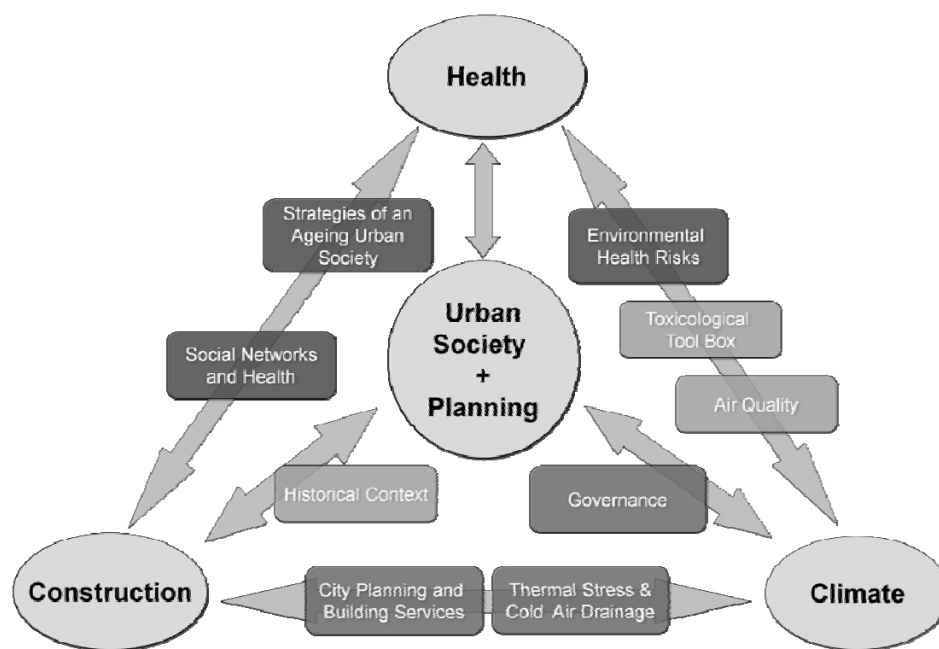 Health
Strategies of an
Ageing Urban
Society
Environmental
Health Risks
Urban
Society
+
Planning
Toxicological
Tool Box
Social Networks
and Health
Air Quality
Historical Context
Governance
Construction
City Planning and
Building Services
Thermal Stress &
Cold Air Drainage
Climate